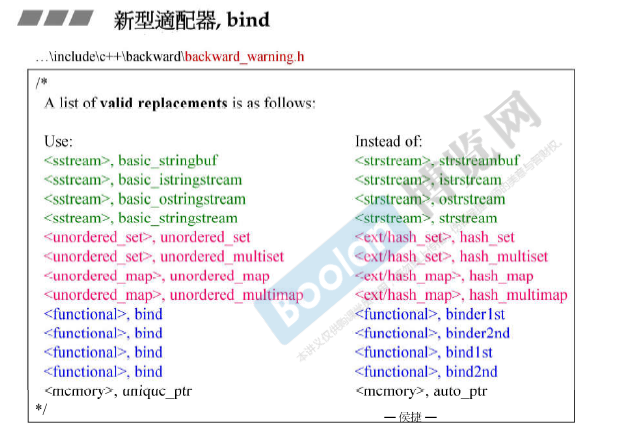 新型適配器, bind
…\include\c++\backward\backward_warning.h
/*
A list of valid replacements is as follows:
Use: Instead of:
<sstream>, basic_stringbuf <strstream>, strstreambuf
<sstream>, basic_istringstream <strstream>, istrstream
<sstream>, basic_ostringstream <strstream>, ostrstream
<sstream>, basic_stringstream <strstream>, strstream
<unordered_set>, unordered_set <ext/hash_set>, hash_set
<unordered_set>, unordered_multiset <ext/hash_set>, hash_multiset
<unordered_map>, unordered_map <ext/hash_map>, hash_map
<unordered_map>, unordered_multimap <ext/hash_map>, hash_multimap
<functional>, bind <functional>, binder1st
<functional>, bind <functional>, binder2nd
<functional>, bind <functional>, bind1st
<functional>, bind <functional>, bind2nd
<memory>, unique_ptr <memory>, auto_ptr
*/
— 侯捷 —
Boolan 博览网